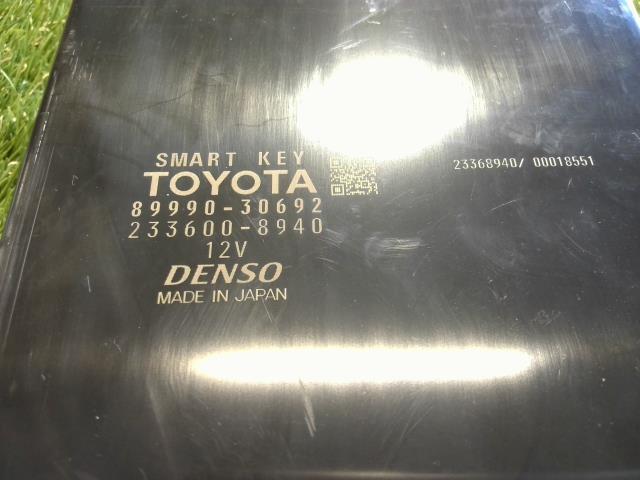 SMART KEY
TOYOTA
89990-30692
233600-8940
12V
DENSO
MADE IN JAPAN
23368940/ 00018551